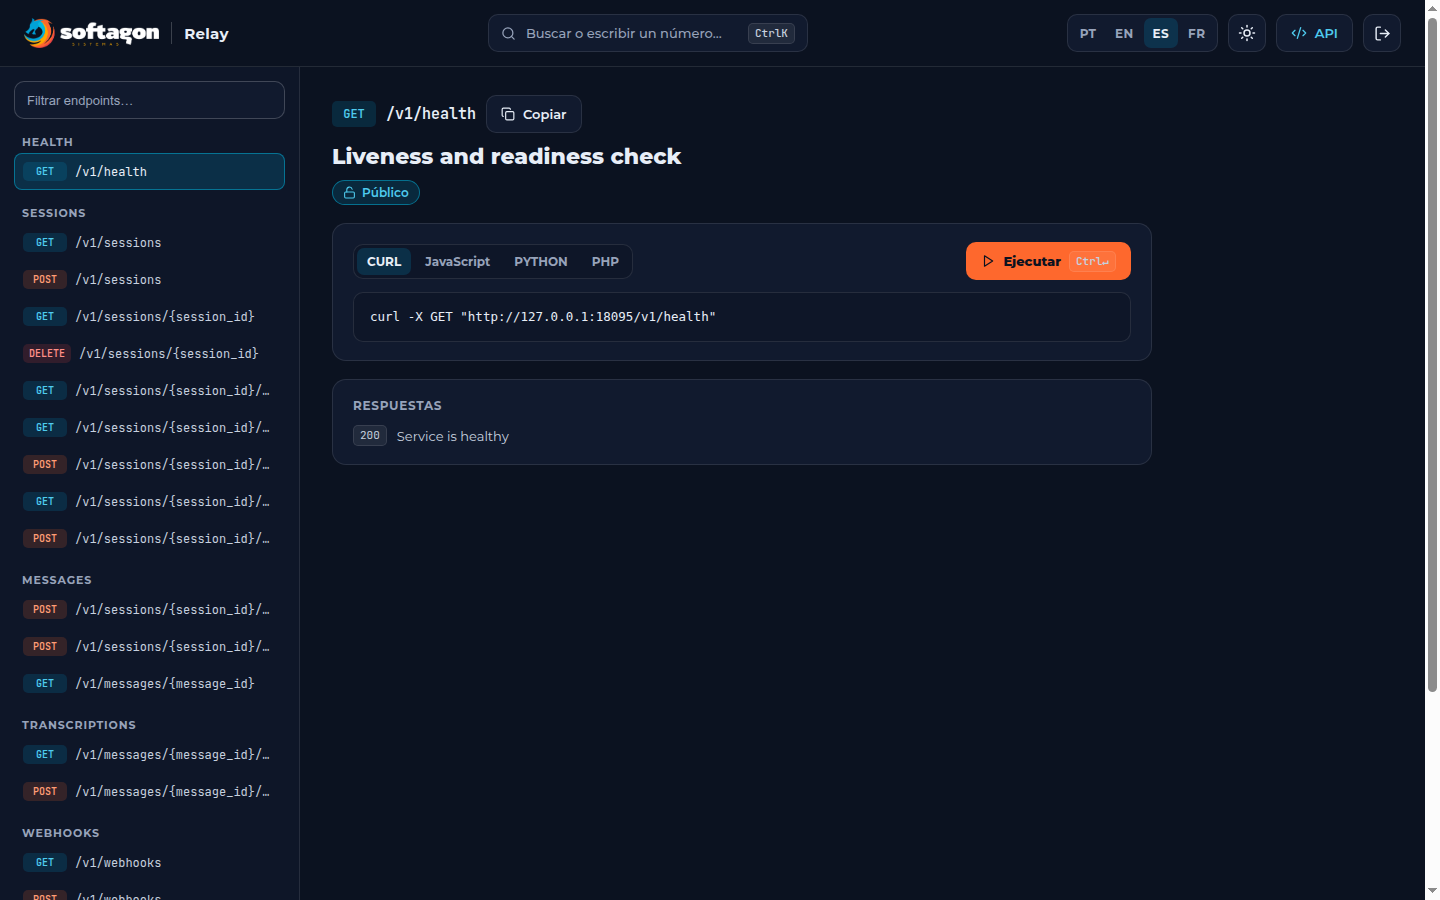 softagon
SISTEMAS
Relay
Buscar o escribir un número...
CtrlK
PT EN ES FR
API
Filtrar endpoints...
GET /v1/health
Copiar
Liveness and readiness check
Público
CURL JavaScript PYTHON PHP
Ejecutar Ctrl↵
curl -X GET "http://127.0.0.1:18095/v1/health"
RESPUESTAS
200 Service is healthy
HEALTH
GET /v1/health
SESSIONS
GET /v1/sessions
POST /v1/sessions
GET /v1/sessions/{session_id}
DELETE /v1/sessions/{session_id}
GET /v1/sessions/{session_id}/…
GET /v1/sessions/{session_id}/…
POST /v1/sessions/{session_id}/…
GET /v1/sessions/{session_id}/…
POST /v1/sessions/{session_id}/…
MESSAGES
POST /v1/sessions/{session_id}/…
POST /v1/sessions/{session_id}/…
GET /v1/messages/{message_id}
TRANSCRIPTIONS
GET /v1/messages/{message_id}/…
POST /v1/messages/{message_id}/…
WEBHOOKS
GET /v1/webhooks
POST /v1/webhooks